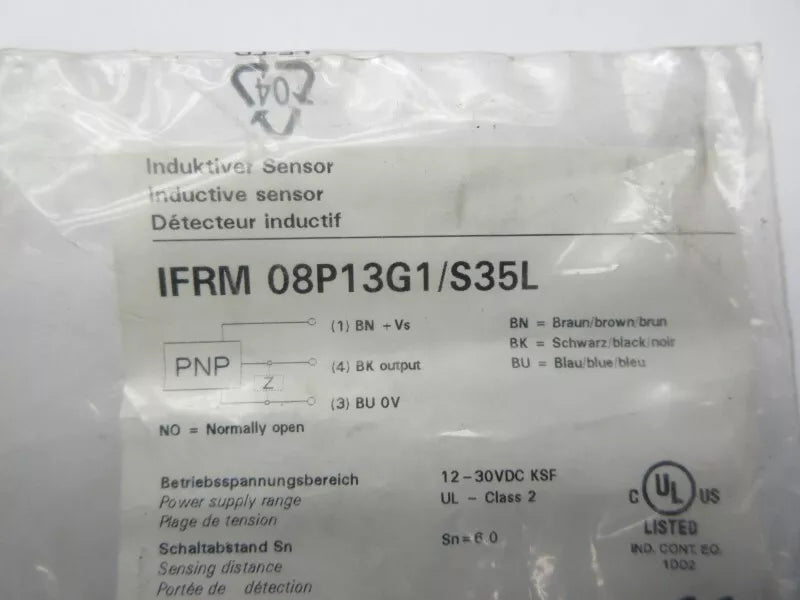 04
Induktiver Sensor
Inductive sensor
Détecteur inductif
IFRM 08P13G1/S35L
(1) BN +Vs
BN = Braun/brown/brun
BK = Schwarz/black/noir
PNP
(4) BK output
BU = Blau/blue/bleu
Z
(3) BU 0V
NO = Normally open
Betriebsspannungsbereich
12-30VDC KSF
Power supply range
UL - Class 2
Plage de tension
C UL US
LISTED
IND. CONT. EQ.
1D02
Schaltabstand Sn
Sn=6.0
Sensing distance
Portée de détection